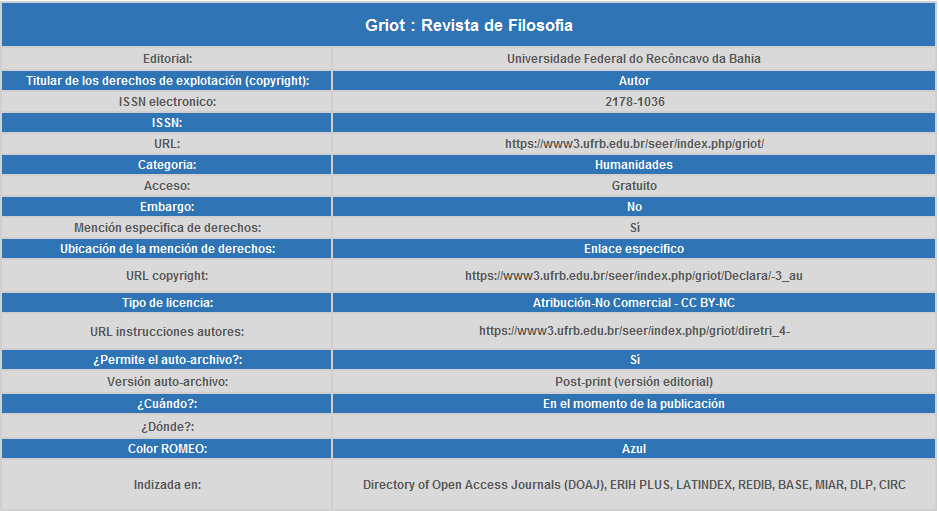 Griot : Revista de Filosofia
Editorial: Universidade Federal do Recôncavo da Bahia
Titular de los derechos de explotación (copyright): Autor
ISSN electronico: 2178-1036
ISSN:
URL: https://www3.ufrb.edu.br/seer/index.php/griot/
Categoria: Humanidades
Acceso: Gratuito
Embargo: No
Mención específica de derechos: Sì
Ubicación de la mención de derechos: Enlace específico
URL copyright: https://www3.ufrb.edu.br/seer/index.php/griot/Declara/-3_au
Tipo de licencia: Atribución-No Comercial - CC BY-NC
URL instrucciones autores: https://www3.ufrb.edu.br/seer/index.php/griot/diretri_4-
¿Permite el auto-archivo?: Sì
Versión auto-archivo: Post-print (versión editorial)
¿Cuándo?: En el momento de la publicación
¿Dónde?:
Color ROMEO: Azul
Indizada en: Directory of Open Access Journals (DOAJ), ERIH PLUS, LATINDEX, REDIB, BASE, MIAR, DLP, CIRC